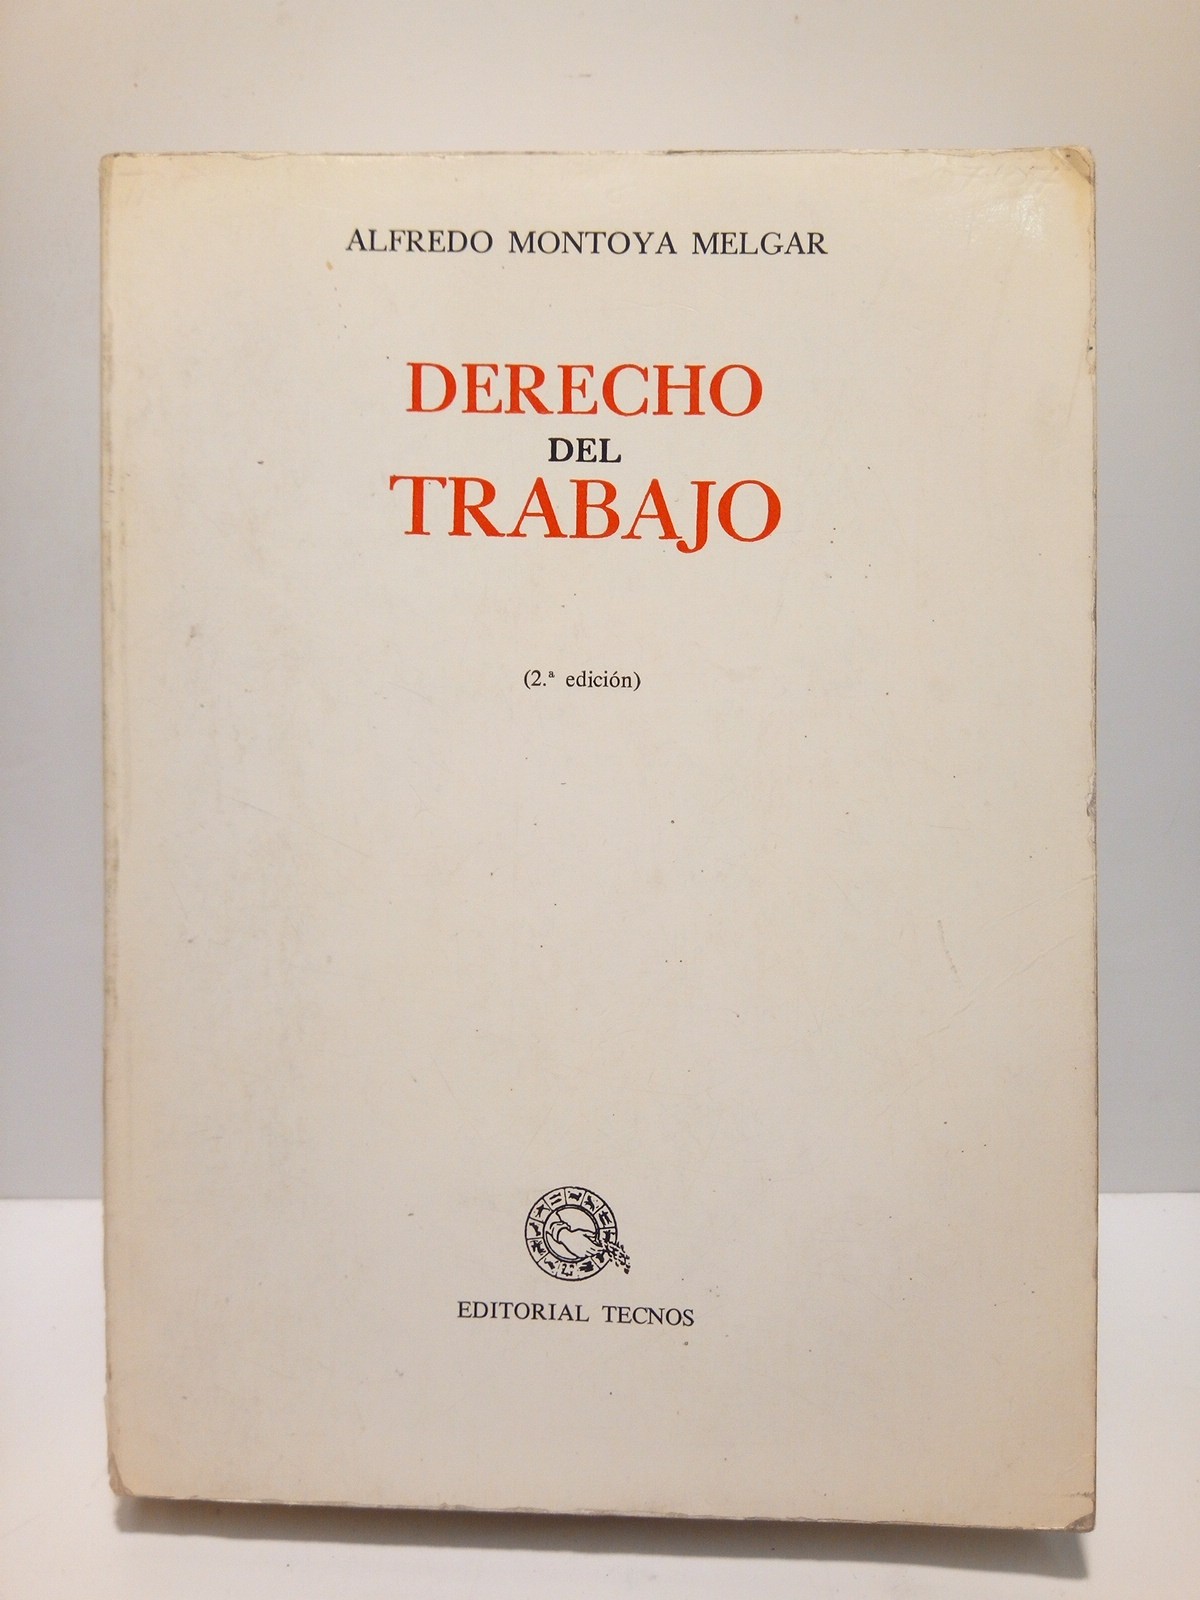 ALFREDO MONTOYA MELGAR
DERECHO
DEL
TRABAJO
(2.ª edición)
EDITORIAL TECNOS